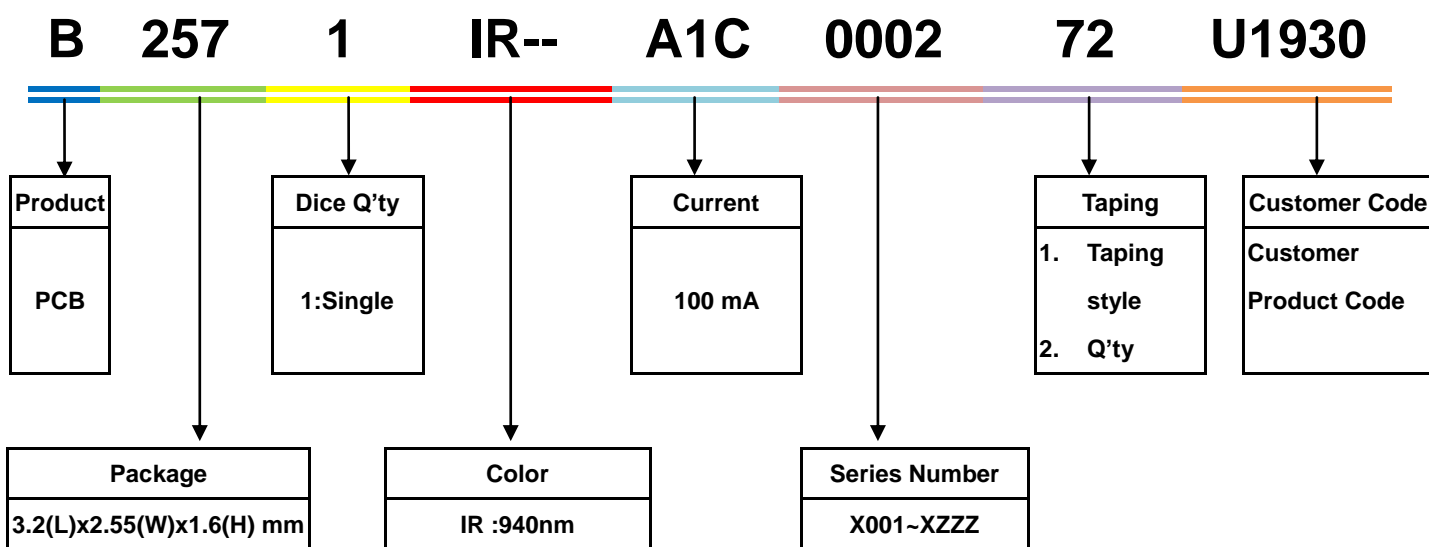 B 257 1 IR-- A1C 0002 72 U1930
Product
PCB
Dice Q’ty
1:Single
Current
100 mA
Taping
1. Taping
style
2. Q’ty
Customer Code
Customer
Product Code
Package
3.2(L)x2.55(W)x1.6(H) mm
Color
IR :940nm
Series Number
X001~XZZZ